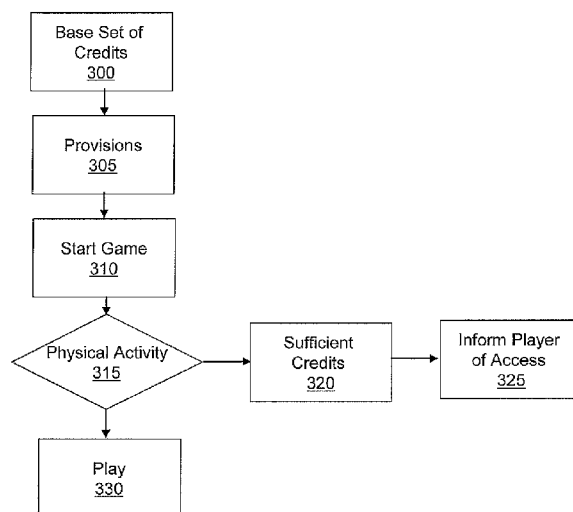 Base Set of
Credits
300
Provisions
305
Start Game
310
Physical Activity
315
Sufficient
Credits
320
Inform Player
of Access
325
Play
330